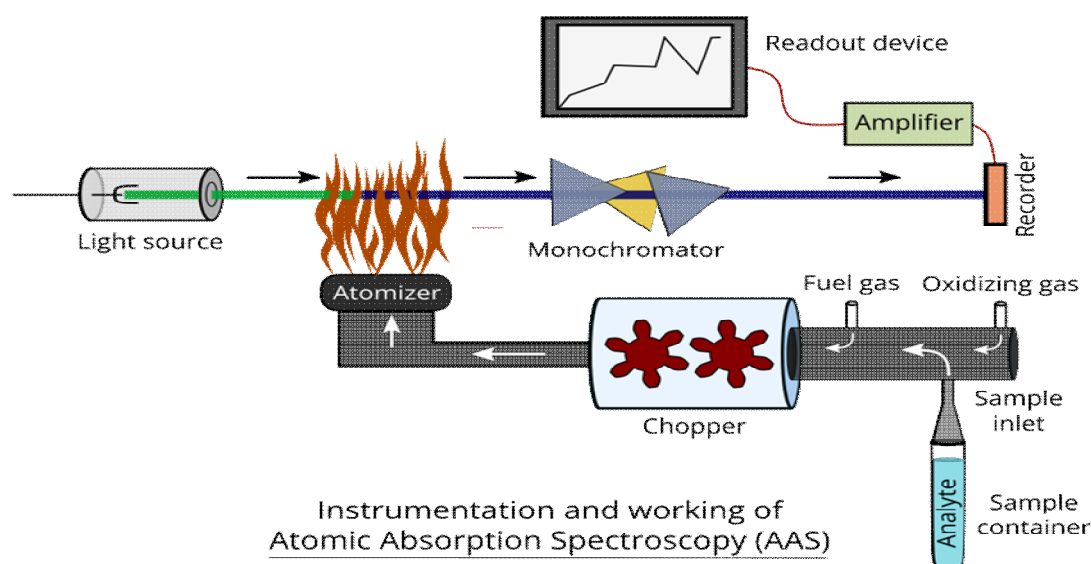 Readout device
Amplifier
Recorder
Light source
Monochromator
Atomizer
Fuel gas
Oxidizing gas
Chopper
Sample
inlet
Analyte
Sample
container
Instrumentation and working of
Atomic Absorption Spectroscopy (AAS)